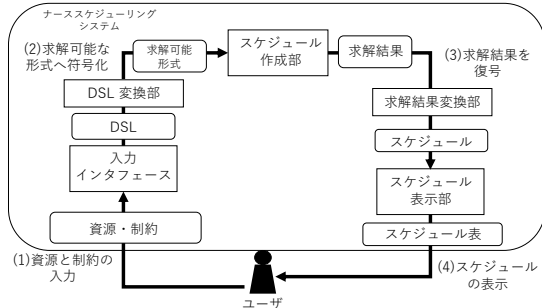 ナーススケジューリング
システム
(2)求解可能な
形式へ符号化
求解可能
形式
スケジュール
作成部
求解結果
(3)求解結果を
復号
DSL 変換部
求解結果変換部
DSL
スケジュール
入力
インタフェース
スケジュール
表示部
資源・制約
スケジュール表
(1)資源と制約の
入力
(4)スケジュール
の表示
ユーザ